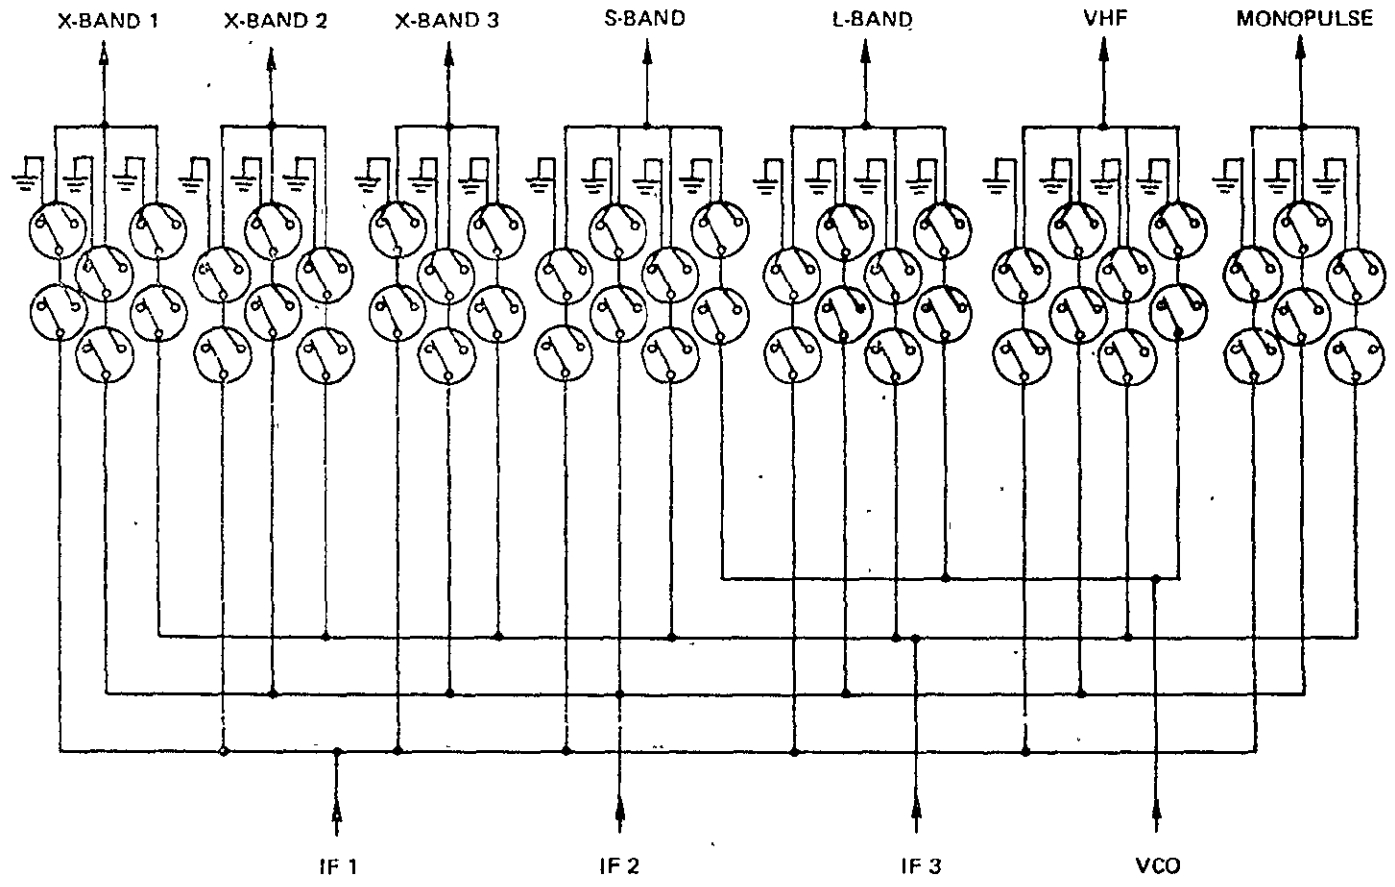 X-BAND 1
X-BAND 2
X-BAND 3
S-BAND
L-BAND
VHF
MONOPULSE
IF 1
IF 2
IF 3
VCO